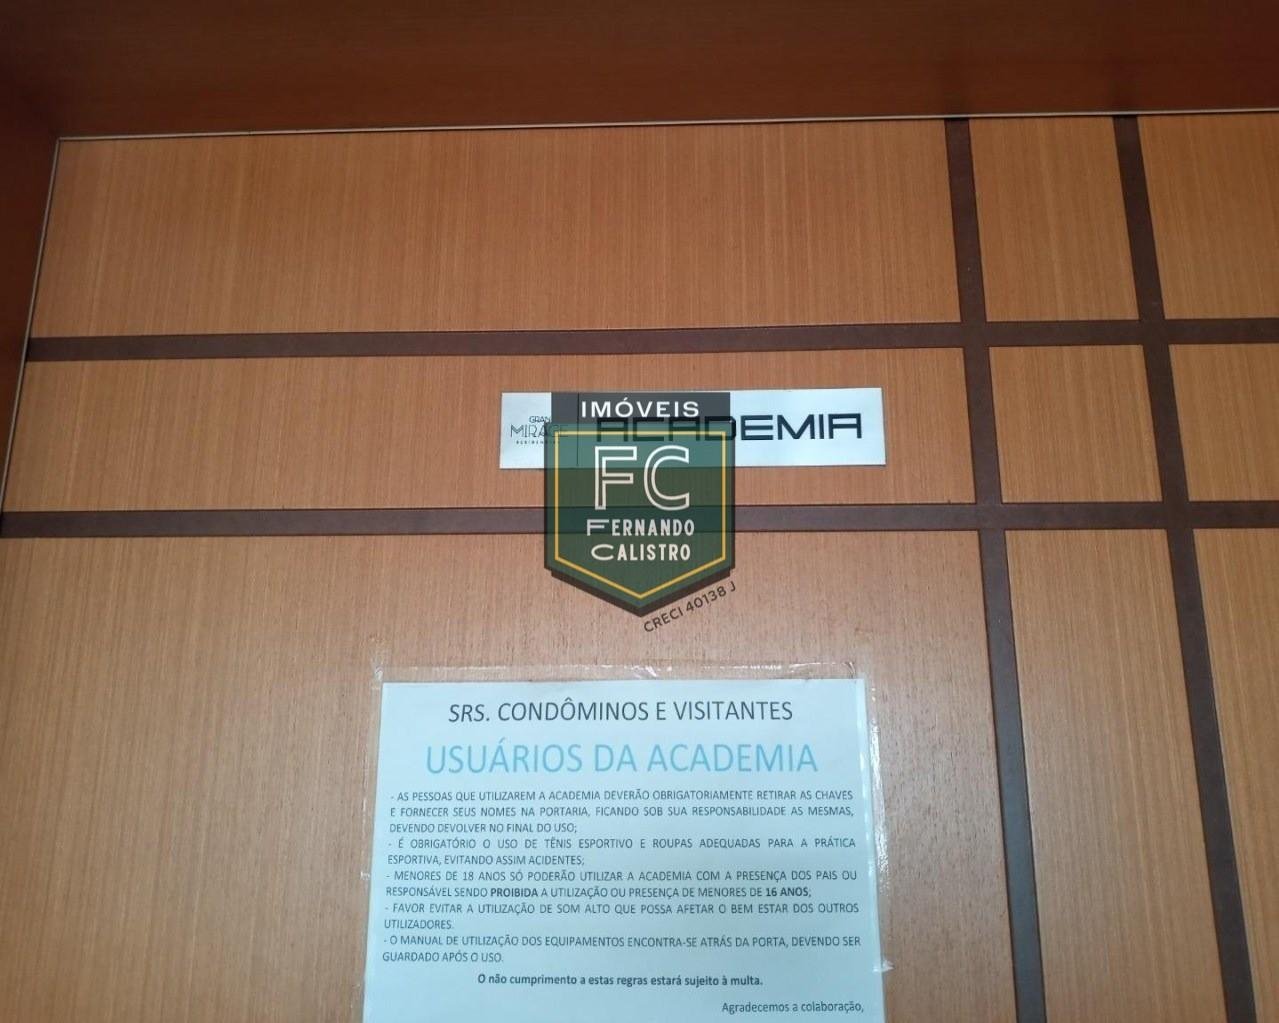 GRAN
MIRAGE
RESIDENCIAL
ACADEMIA
IMÓVEIS
FC
FERNANDO
CALISTRO
CRECI 40138 J
SRS. CONDÔMINOS E VISITANTES
USUÁRIOS DA ACADEMIA
- AS PESSOAS QUE UTILIZAREM A ACADEMIA DEVERÃO OBRIGATORIAMENTE RETIRAR AS CHAVES
E FORNECER SEUS NOMES NA PORTARIA, FICANDO SOB SUA RESPONSABILIDADE AS MESMAS,
DEVENDO DEVOLVER NO FINAL DO USO;
- É OBRIGATÓRIO O USO DE TÊNIS ESPORTIVO E ROUPAS ADEQUADAS PARA A PRÁTICA
ESPORTIVA, EVITANDO ASSIM ACIDENTES;
- MENORES DE 18 ANOS SÓ PODERÃO UTILIZAR A ACADEMIA COM A PRESENÇA DOS PAIS OU
RESPONSÁVEL SENDO PROIBIDA A UTILIZAÇÃO OU PRESENÇA DE MENORES DE 16 ANOS;
- FAVOR EVITAR A UTILIZAÇÃO DE SOM ALTO QUE POSSA AFETAR O BEM ESTAR DOS OUTROS
UTILIZADORES.
- O MANUAL DE UTILIZAÇÃO DOS EQUIPAMENTOS ENCONTRA-SE ATRÁS DA PORTA, DEVENDO SER
GUARDADO APÓS O USO.
O não cumprimento a estas regras estará sujeito à multa.
Agradecemos a colaboração,